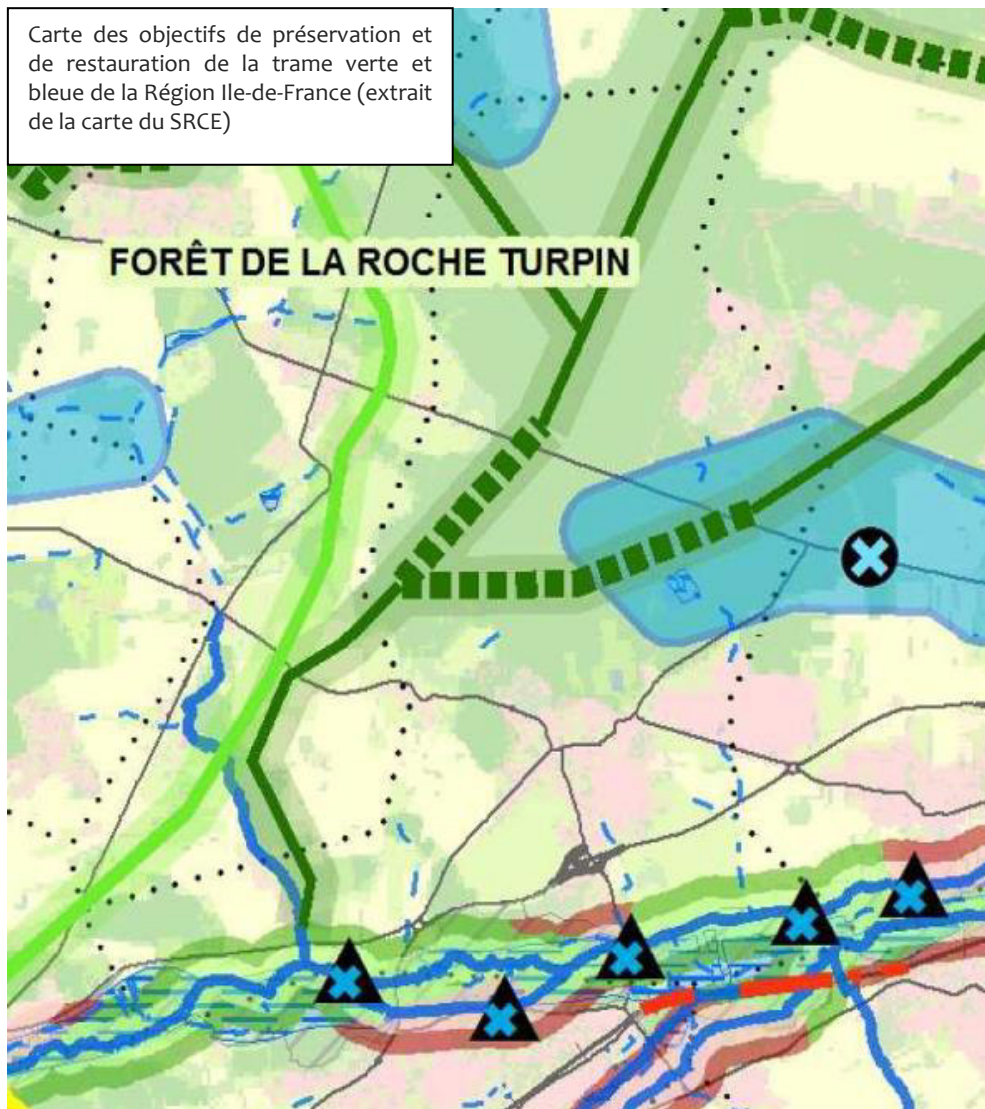 Carte des objectifs de préservation et
de restauration de la trame verte et
bleue de la Région Ile-de-France (extrait
de la carte du SRCE)
FORÊT DE LA ROCHE TURPIN